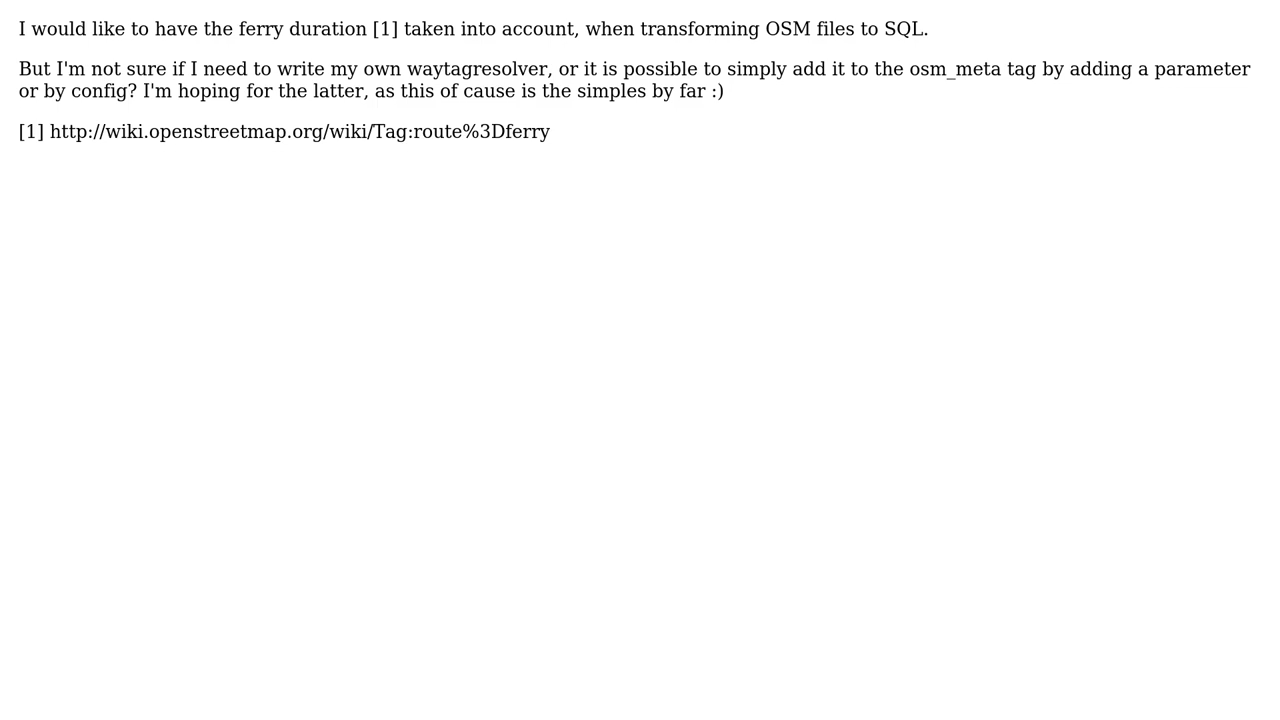 I would like to have the ferry duration [1] taken into account, when transforming OSM files to SQL.
But I'm not sure if I need to write my own waytagresolver, or it is possible to simply add it to the osm_meta tag by adding a parameter
or by config? I'm hoping for the latter, as this of cause is the simples by far :)
[1] http://wiki.openstreetmap.org/wiki/Tag:route%3Dferry